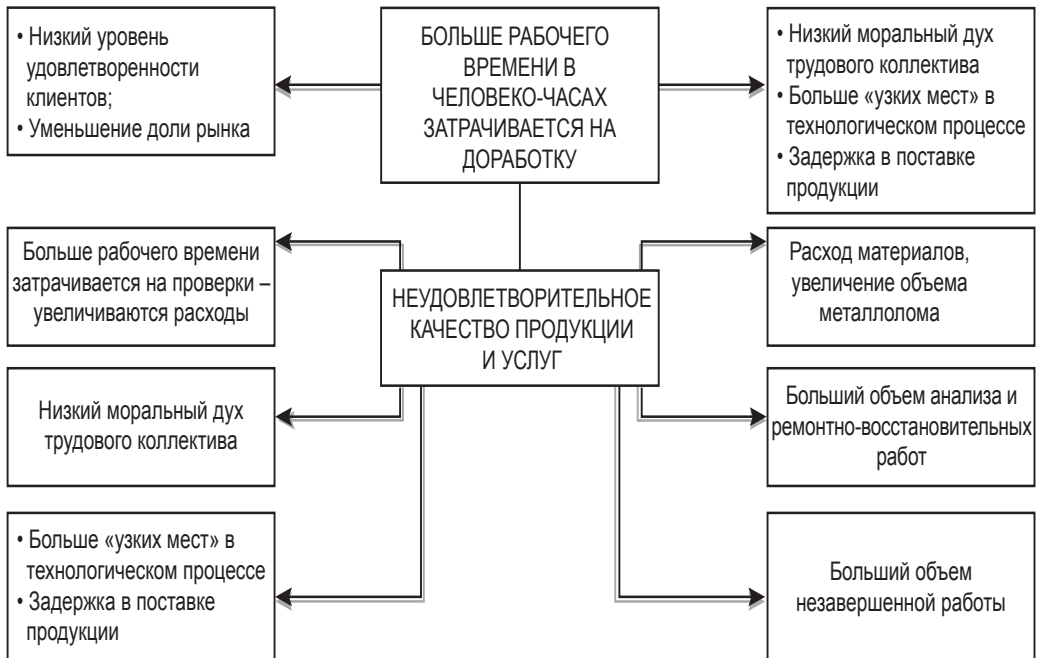 • Низкий уровень
удовлетворенности
клиентов;
• Уменьшение доли рынка
БОЛЬШЕ РАБОЧЕГО
ВРЕМЕНИ В
ЧЕЛОВЕКО-ЧАСАХ
ЗАТРАЧИВАЕТСЯ НА
ДОРАБОТКУ
• Низкий моральный дух
трудового коллектива
• Больше «узких мест» в
технологическом процессе
• Задержка в поставке
продукции
Больше рабочего времени
затрачивается на проверки –
увеличиваются расходы
НЕУДОВЛЕТВОРИТЕЛЬНОЕ
КАЧЕСТВО ПРОДУКЦИИ
И УСЛУГ
Расход материалов,
увеличение объема
металлолома
Низкий моральный дух
трудового коллектива
Больший объем анализа и
ремонтно-восстановительных
работ
• Больше «узких мест» в
технологическом процессе
• Задержка в поставке
продукции
Больший объем
незавершенной работы